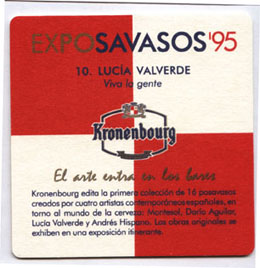 EXPOSAVASOS'95
10. LUCÍA VALVERDE
Viva la gente
Kronenbourg
El arte entra en los bares
Kronenbourg edita la primera colección de 16 posavasos
creados por cuatro artistas contemporáneos españoles, en
torno al mundo de la cerveza: Montesol, Darío Aguilar,
Lucía Valverde y Andrés Hispano. Las obras originales se
exhiben en una exposición itinerante.